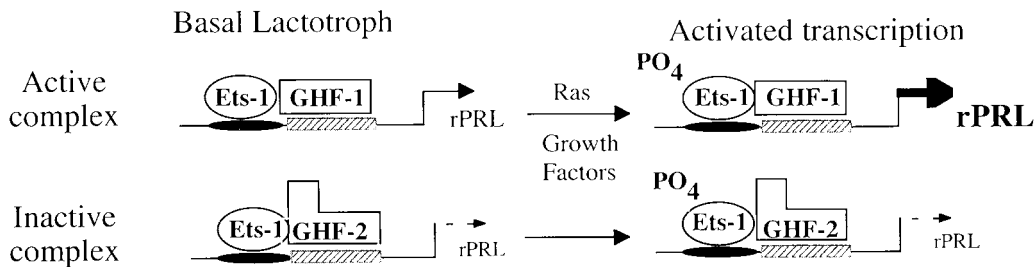 Basal Lactotroph
Activated transcription
Active
complex
Ets-1
GHF-1
rPRL
Ras
Growth
Factors
PO4
Ets-1
GHF-1
rPRL
Inactive
complex
Ets-1
GHF-2
rPRL
PO4
Ets-1
GHF-2
rPRL